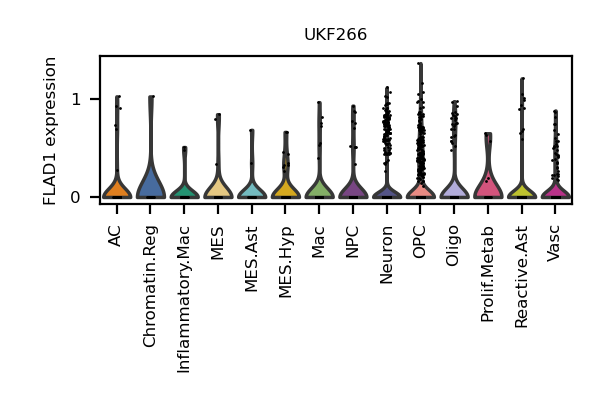 UKF266
FLAD1 expression
1
0
AC
Chromatin.Reg
Inflammatory.Mac
MES
MES.Ast
MES.Hyp
Mac
NPC
Neuron
OPC
Oligo
Prolif.Metab
Reactive.Ast
Vasc